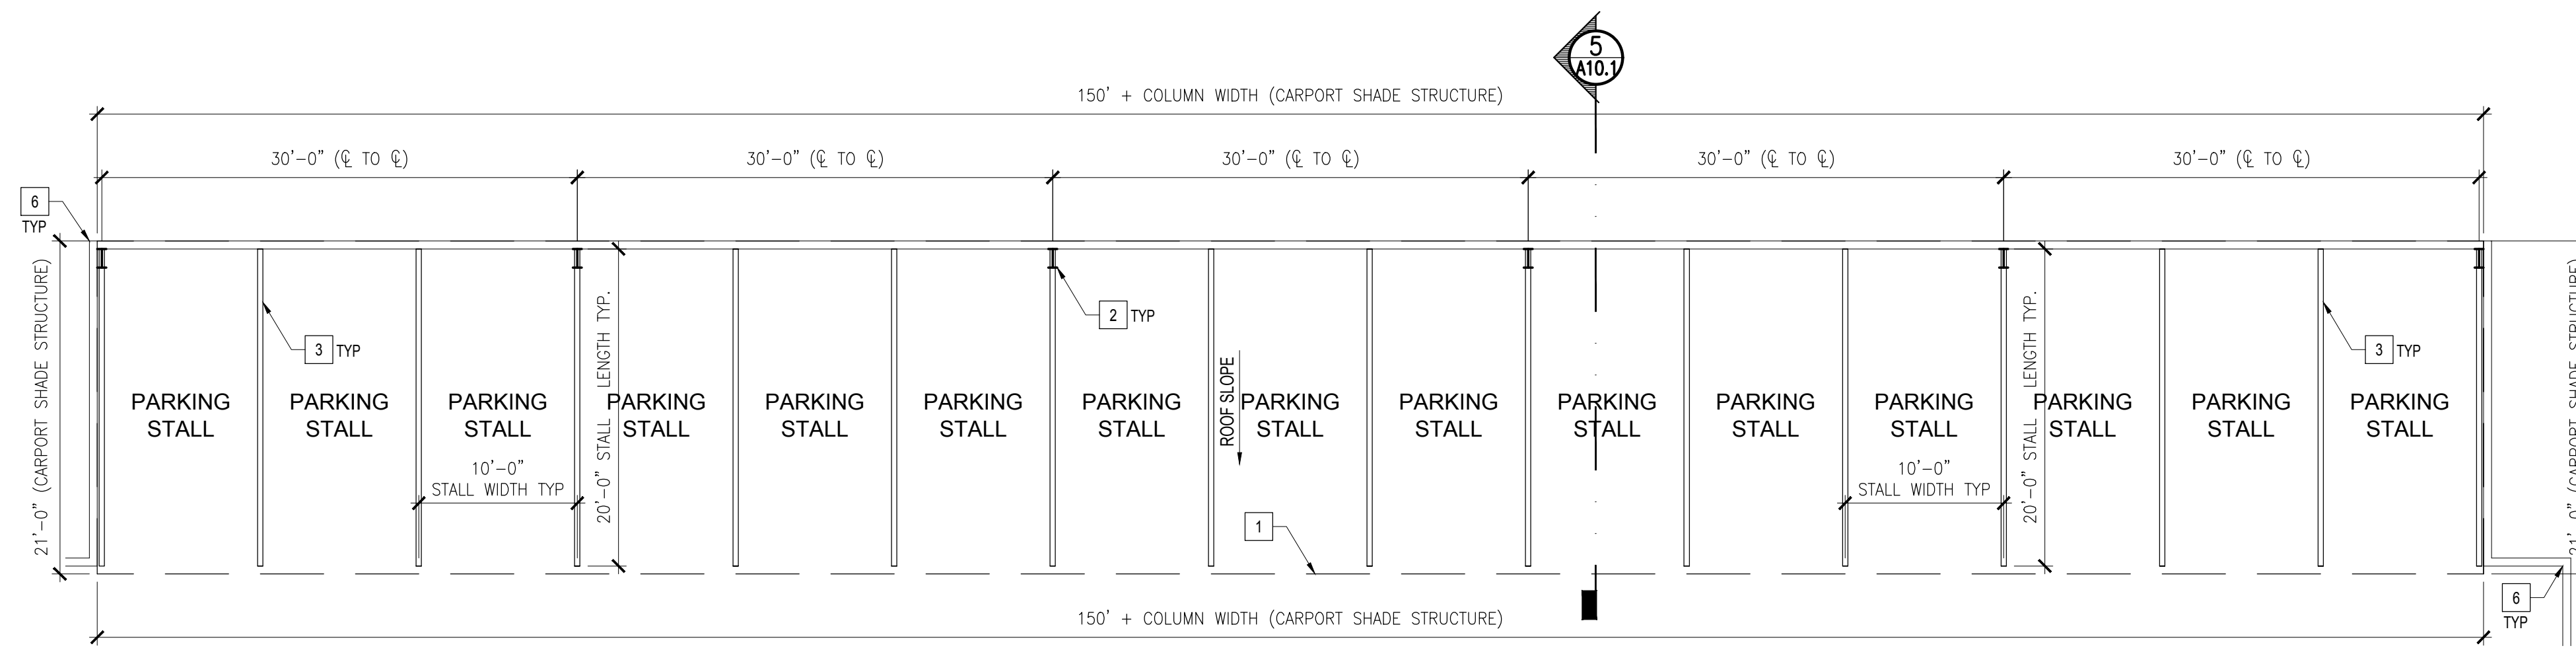 5
A10.1
150' + COLUMN WIDTH (CARPORT SHADE STRUCTURE)
30'-0" (℄ TO ℄)
30'-0" (℄ TO ℄)
30'-0" (℄ TO ℄)
30'-0" (℄ TO ℄)
30'-0" (℄ TO ℄)
6
TYP
21'-0" (CARPORT SHADE STRUCTURE)
3 TYP
20'-0" STALL LENGTH TYP.
2 TYP
ROOF SLOPE
20'-0" STALL LENGTH TYP.
3 TYP
21'-0" (CARPORT SHADE STRUCTURE)
PARKING
STALL
PARKING
STALL
PARKING
STALL
PARKING
STALL
PARKING
STALL
PARKING
STALL
PARKING
STALL
PARKING
STALL
PARKING
STALL
PARKING
STALL
PARKING
STALL
PARKING
STALL
PARKING
STALL
PARKING
STALL
PARKING
STALL
10'-0"
STALL WIDTH TYP
10'-0"
STALL WIDTH TYP
1
6
TYP
150' + COLUMN WIDTH (CARPORT SHADE STRUCTURE)